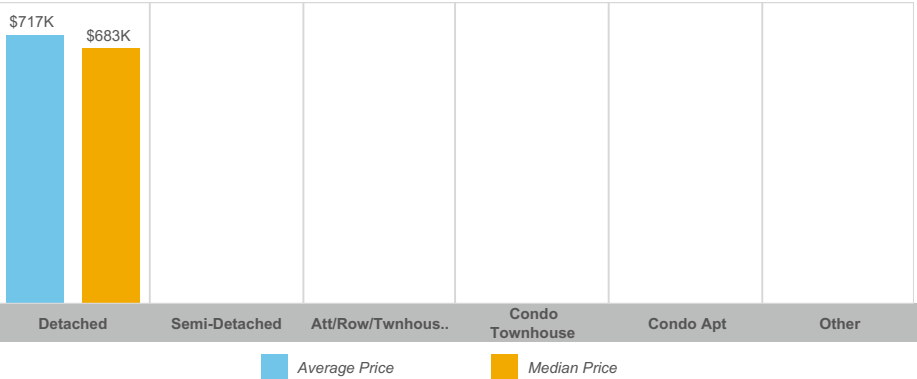 $717K
$683K
Detached
Semi-Detached
Att/Row/Twnhous..
Condo
Townhouse
Condo Apt
Other
Average Price
Median Price